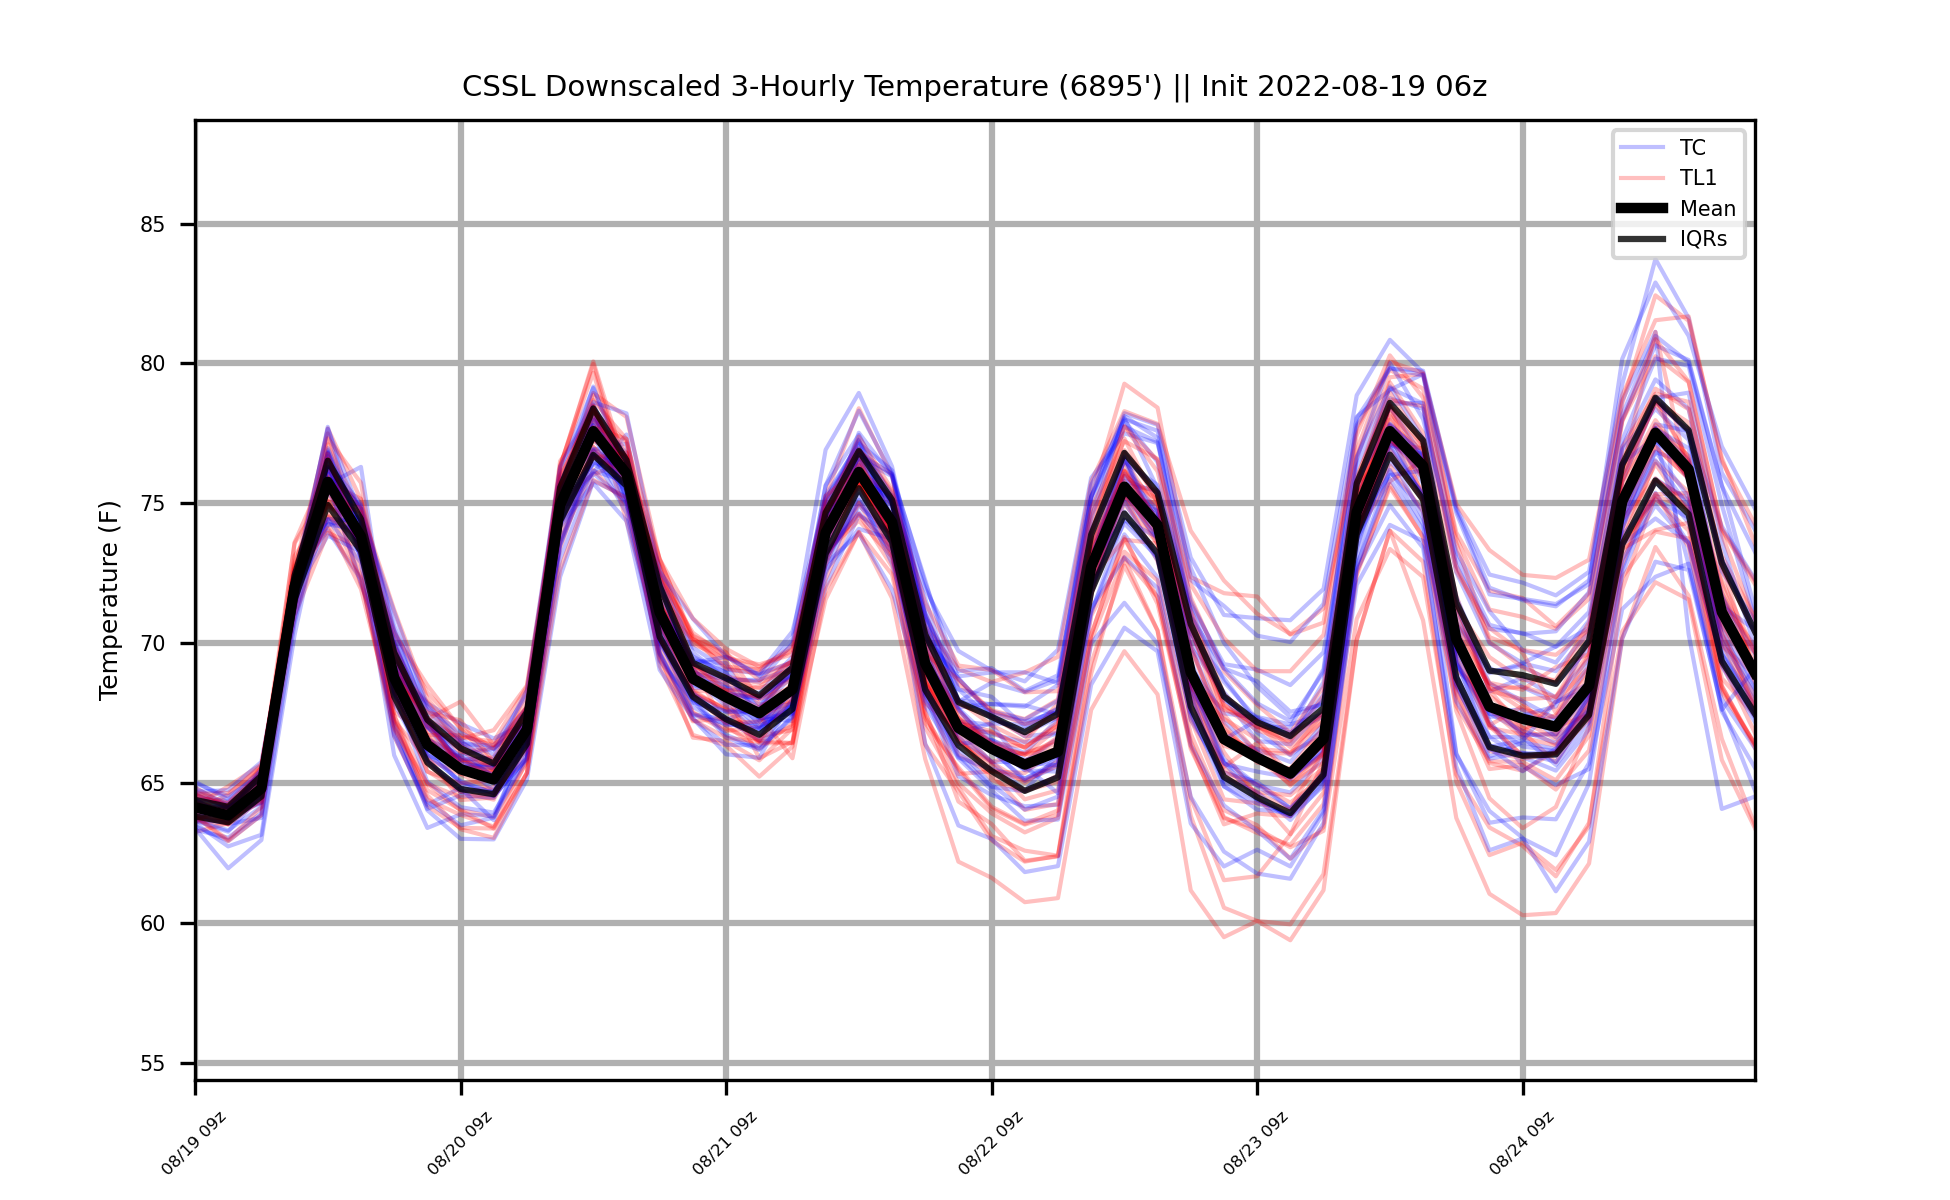 CSSL Downscaled 3-Hourly Temperature (6895') || Init 2022-08-19 06z
TC
TL1
Mean
IQRs
Temperature (F)
85
80
75
70
65
60
55
08/19 09z
08/20 09z
08/21 09z
08/22 09z
08/23 09z
08/24 09z